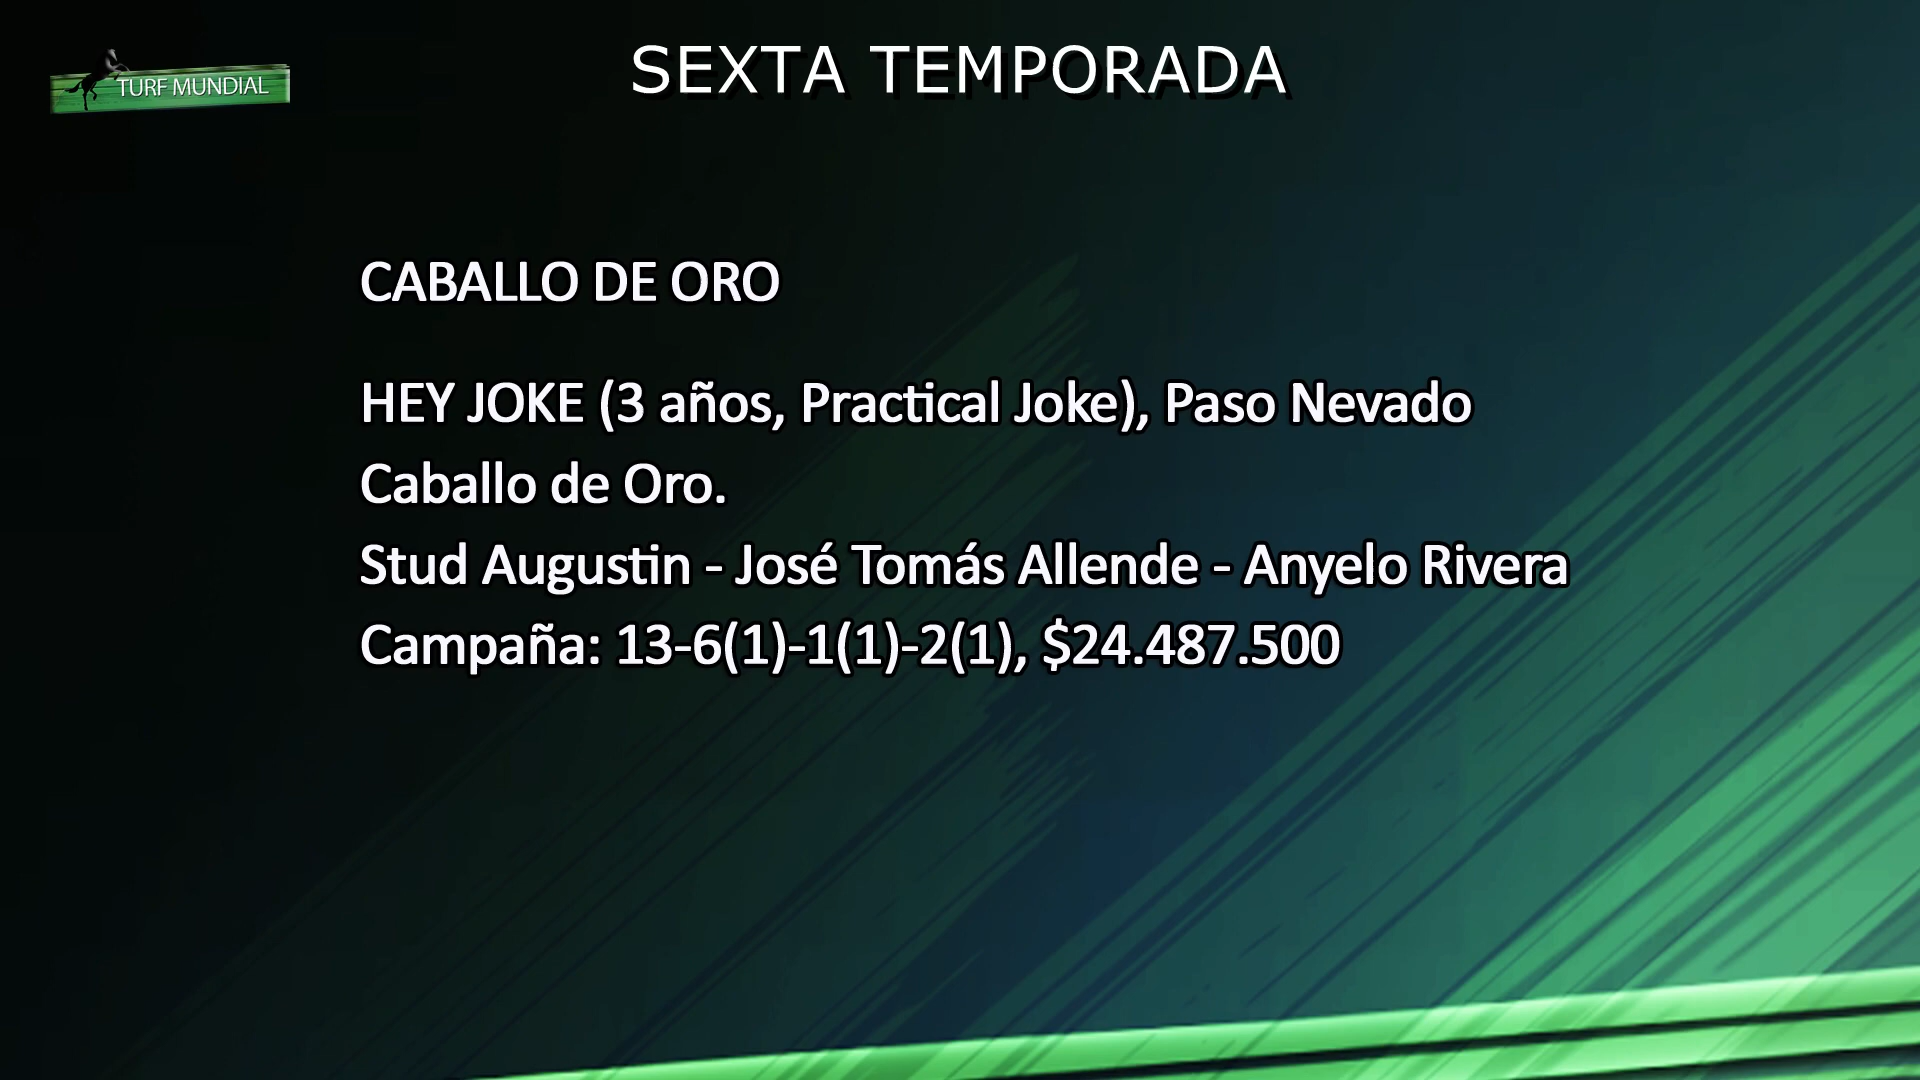 TURF MUNDIAL
SEXTA TEMPORADA
CABALLO DE ORO
HEY JOKE (3 años, Practical Joke), Paso Nevado
Caballo de Oro.
Stud Augustin - José Tomás Allende - Anyelo Rivera
Campaña: 13-6(1)-1(1)-2(1), $24.487.500